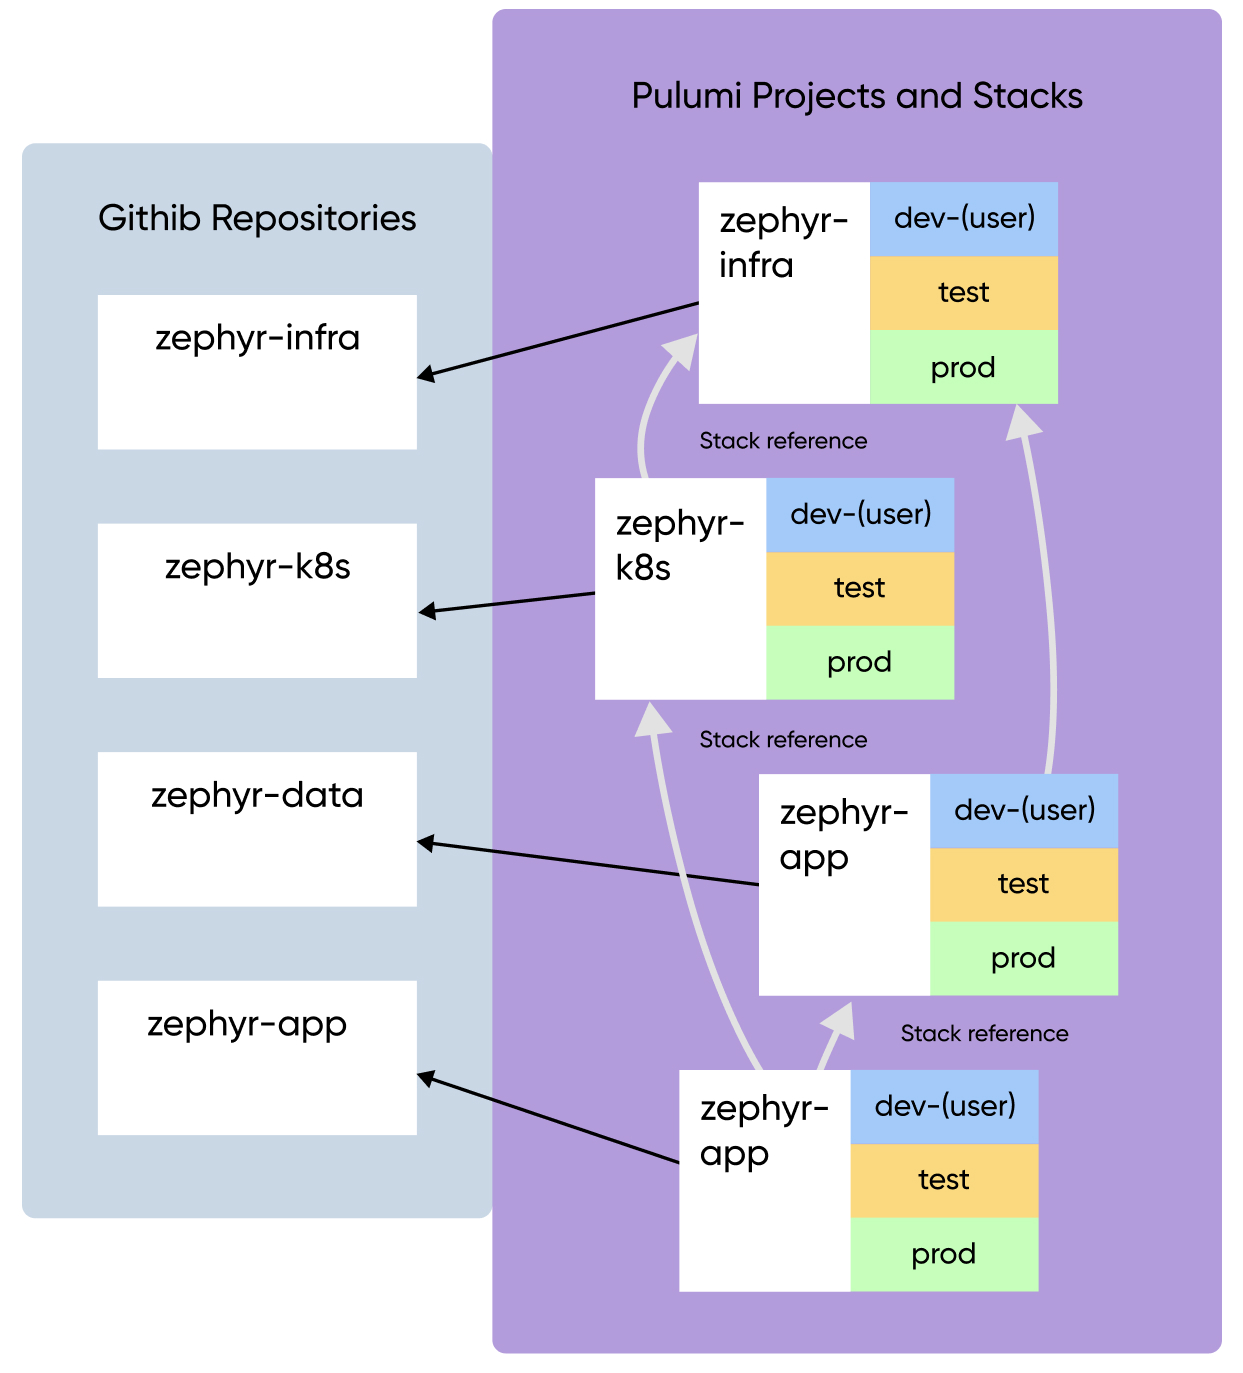 Pulumi Projects and Stacks
Githib Repositories
zephyr-infra
zephyr-k8s
zephyr-data
zephyr-app
zephyr-
infra
dev-(user)
test
prod
Stack reference
zephyr-
k8s
dev-(user)
test
prod
Stack reference
zephyr-
app
dev-(user)
test
prod
Stack reference
zephyr-
app
dev-(user)
test
prod